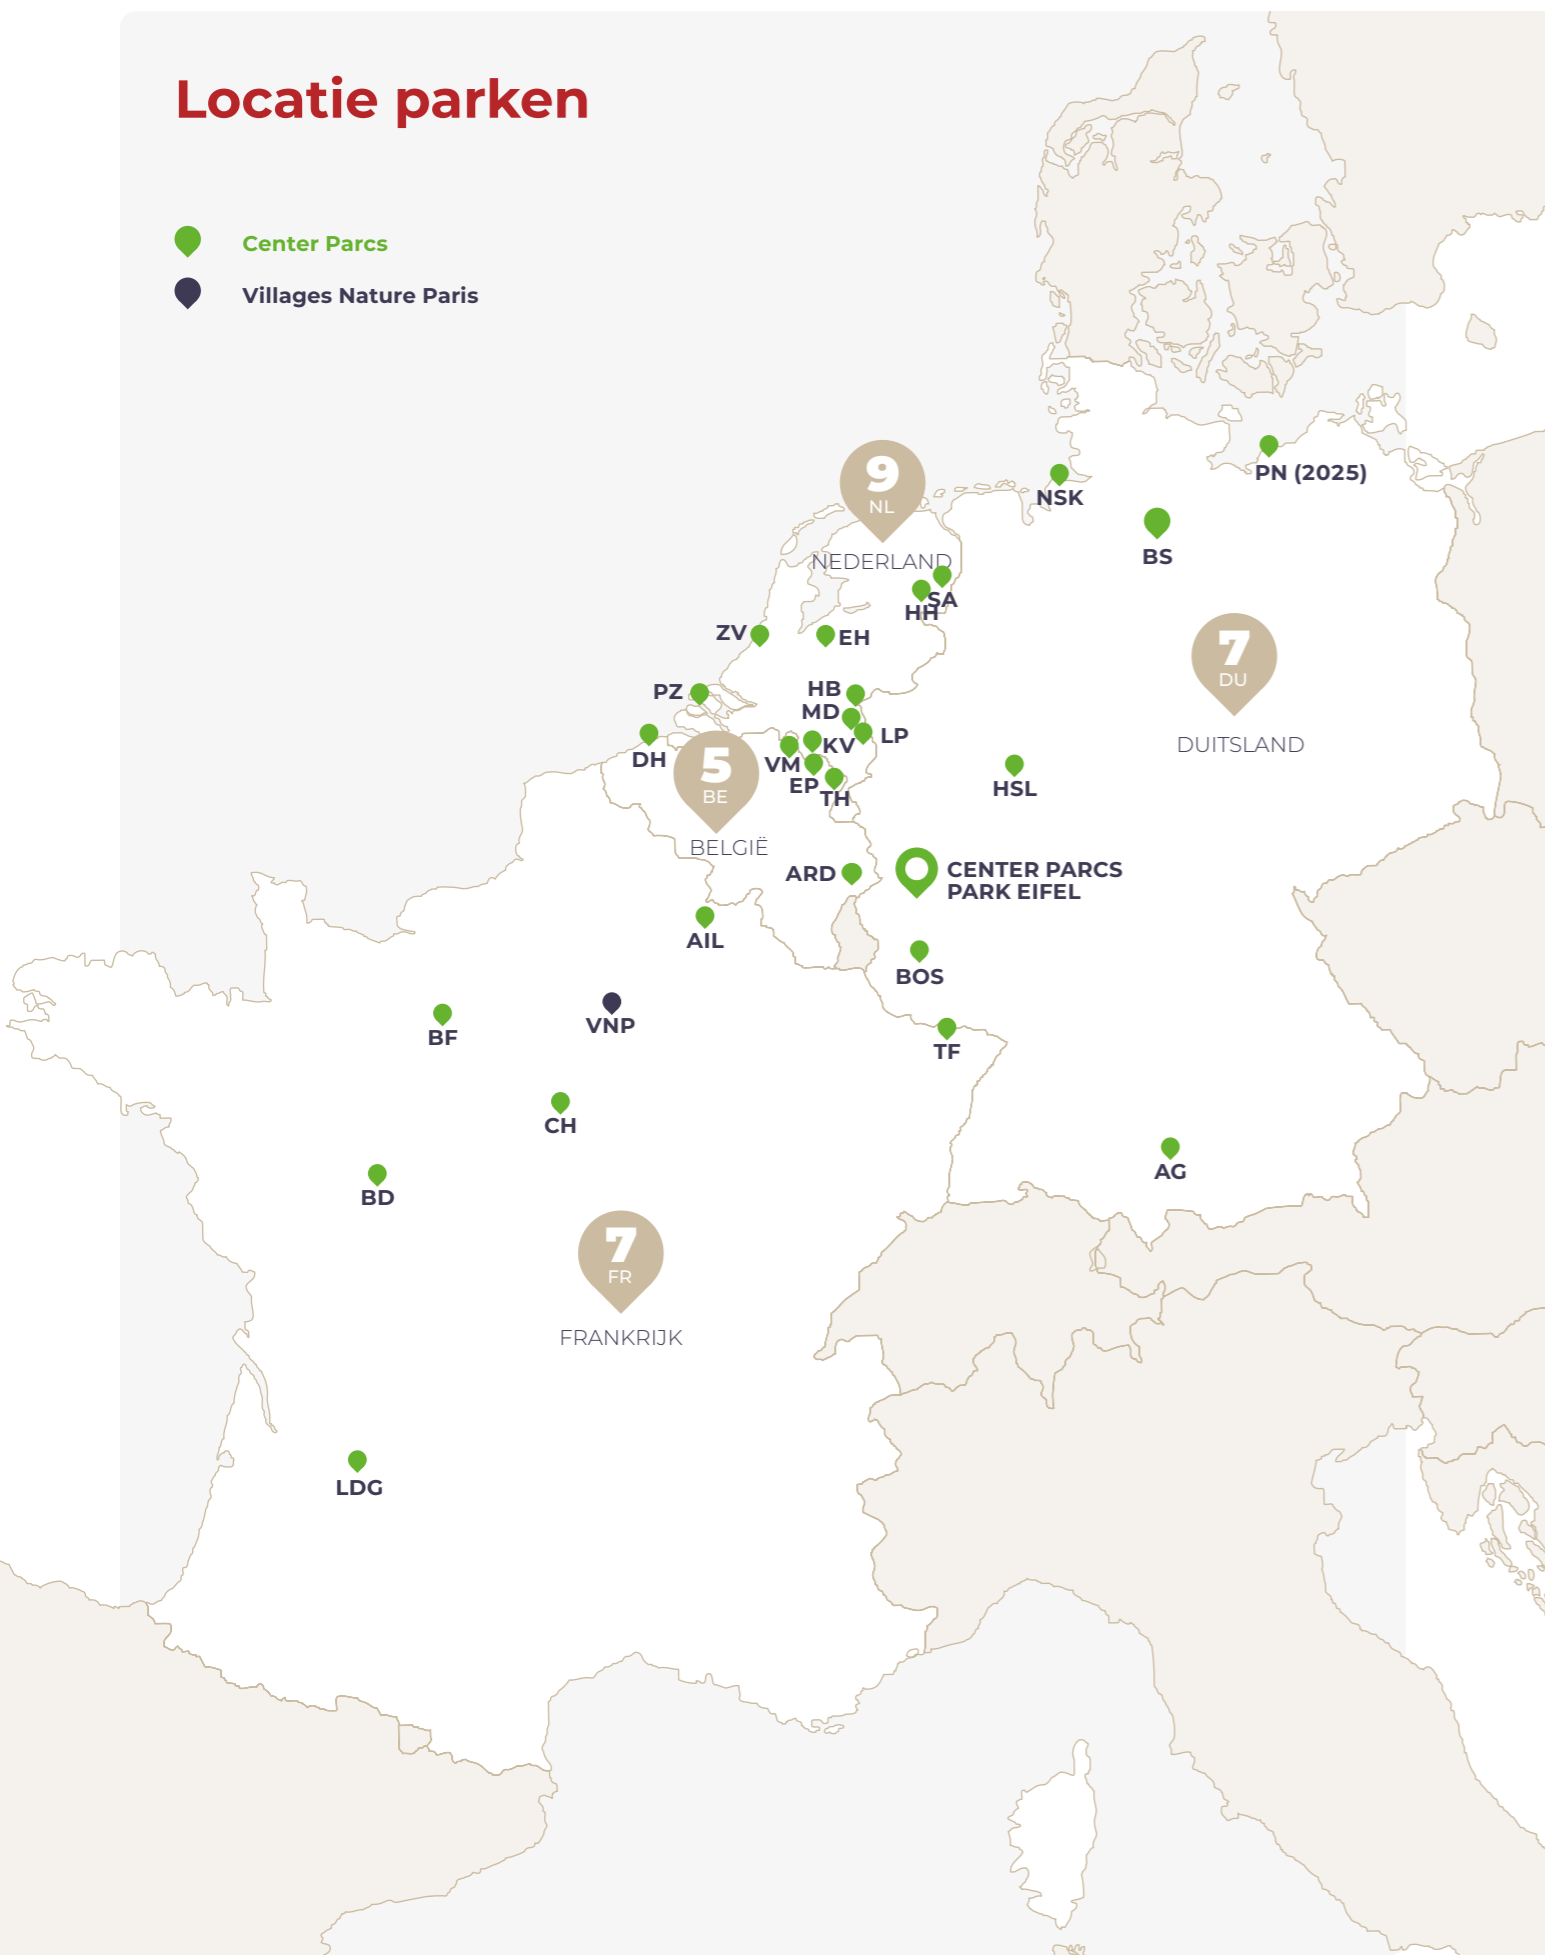 Locatie parken
Center Parcs
Villages Nature Paris
9
NL
NEDERLAND
PN (2025)
NSK
BS
SA
HH
ZV
EH
7
DU
DUITSLAND
PZ
HB
MD
LP
DH
KV
VM
EP
TH
5
BE
BELGIË
HSL
ARD
CENTER PARCS
PARK EIFEL
AIL
BOS
VNP
BF
TF
CH
AG
BD
7
FR
FRANKRIJK
LDG